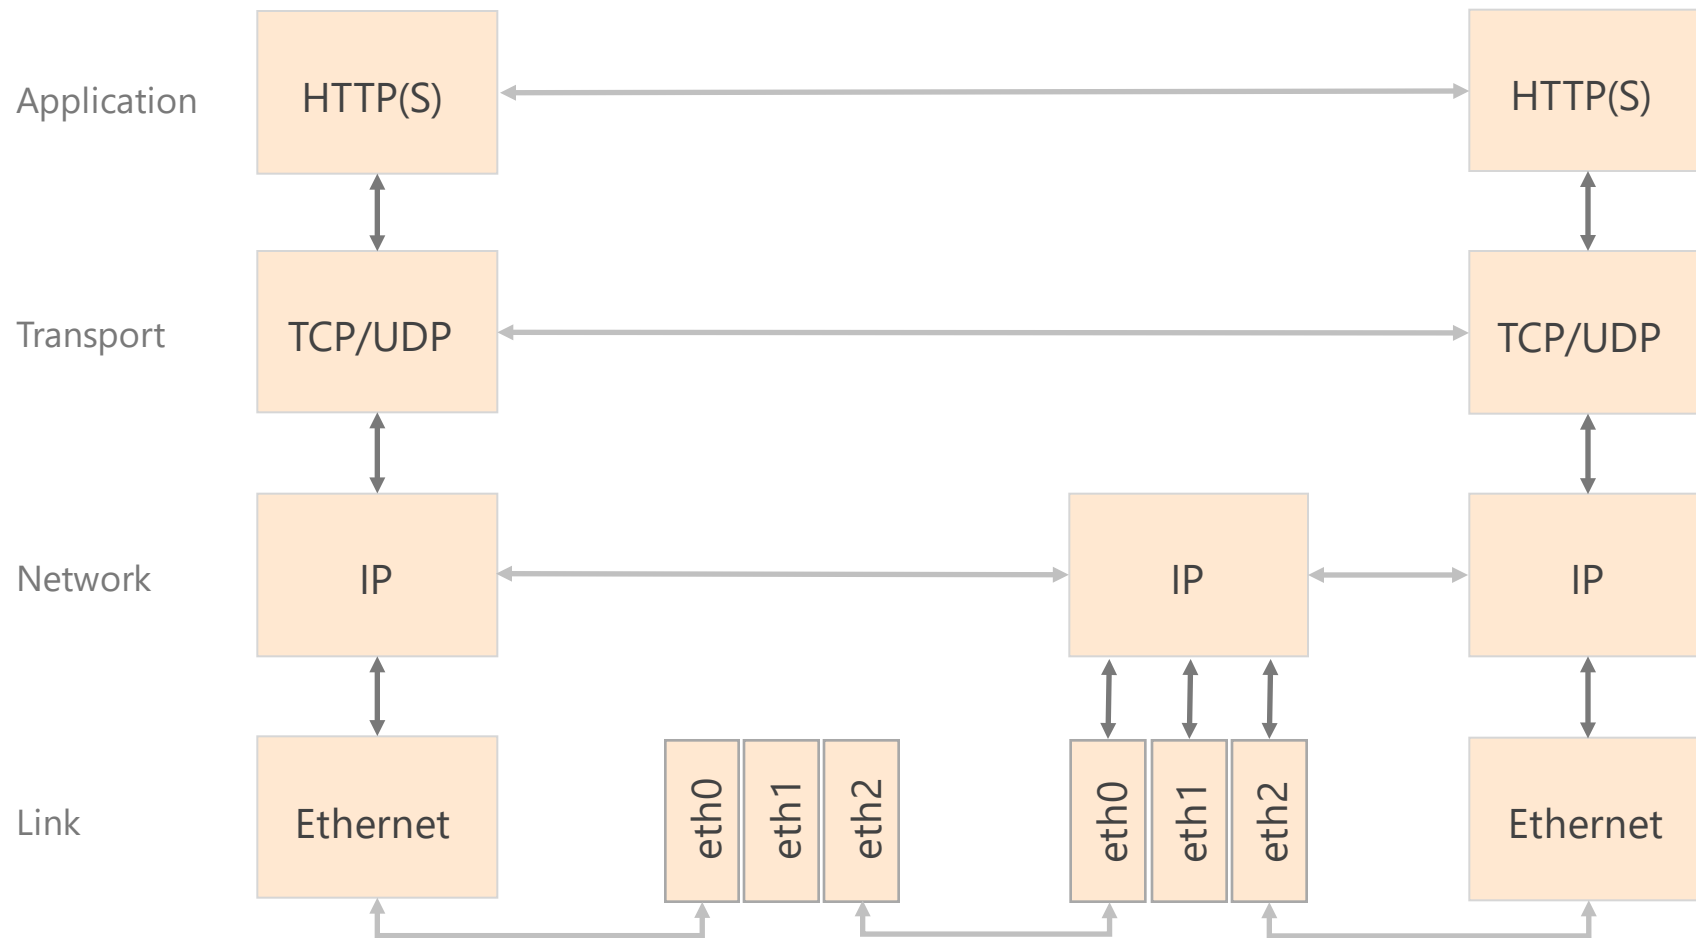 Application
HTTP(S)
HTTP(S)
Transport
TCP/UDP
TCP/UDP
Network
IP
IP
IP
Link
Ethernet
eth0
eth1
eth2
eth0
eth1
eth2
Ethernet